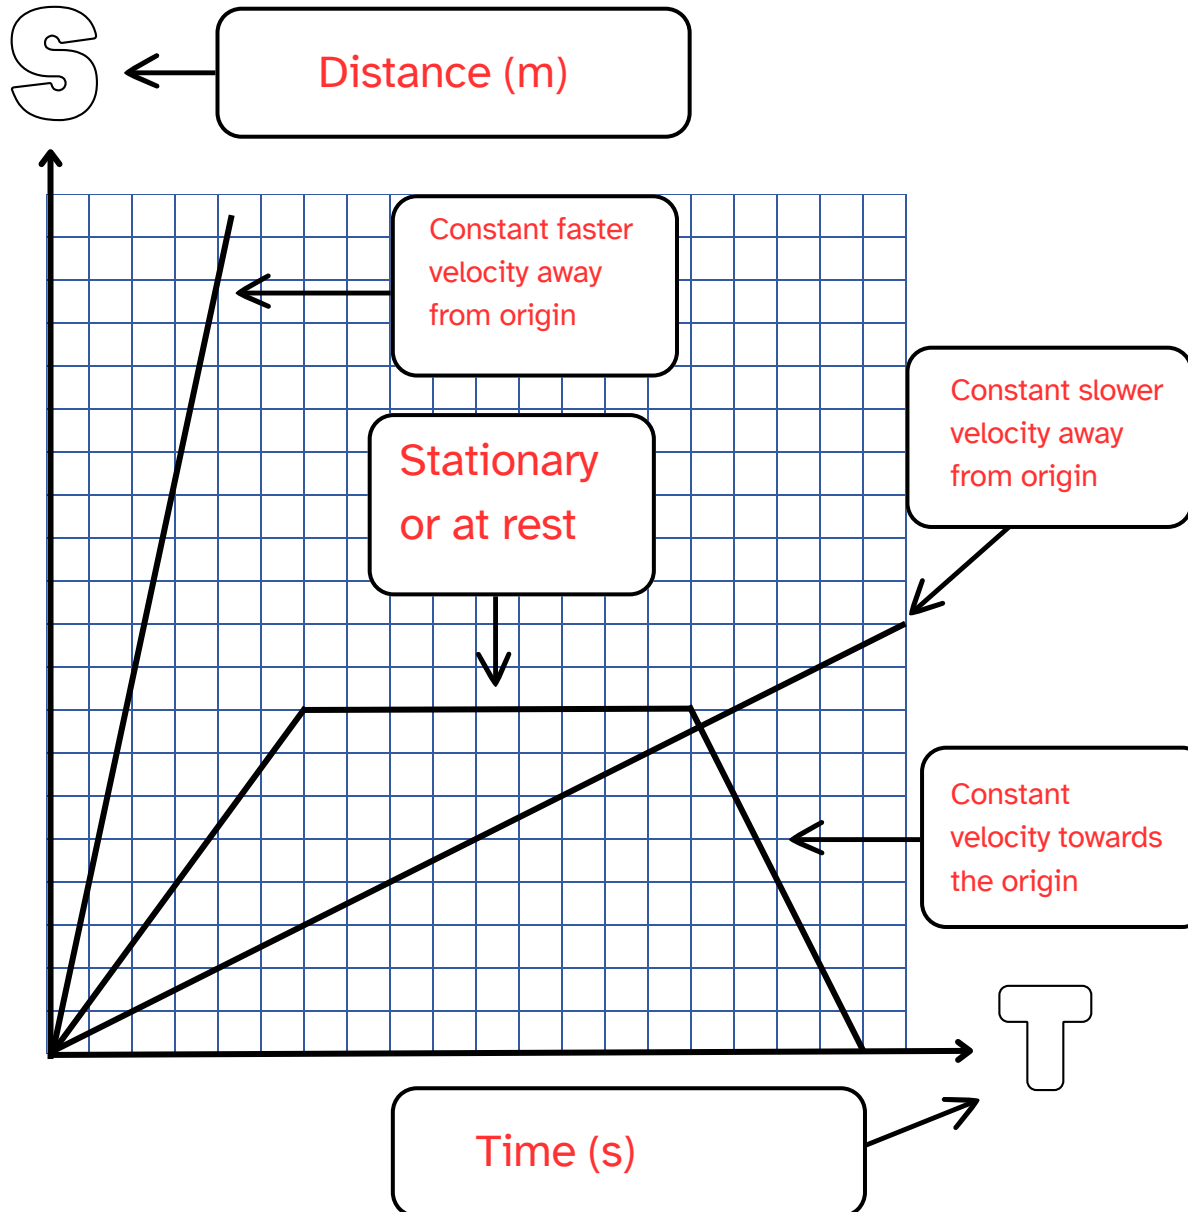 S
Distance (m)
Constant faster
velocity away
from origin
Constant slower
velocity away
from origin
Stationary
or at rest
Constant
velocity towards
the origin
T
Time (s)